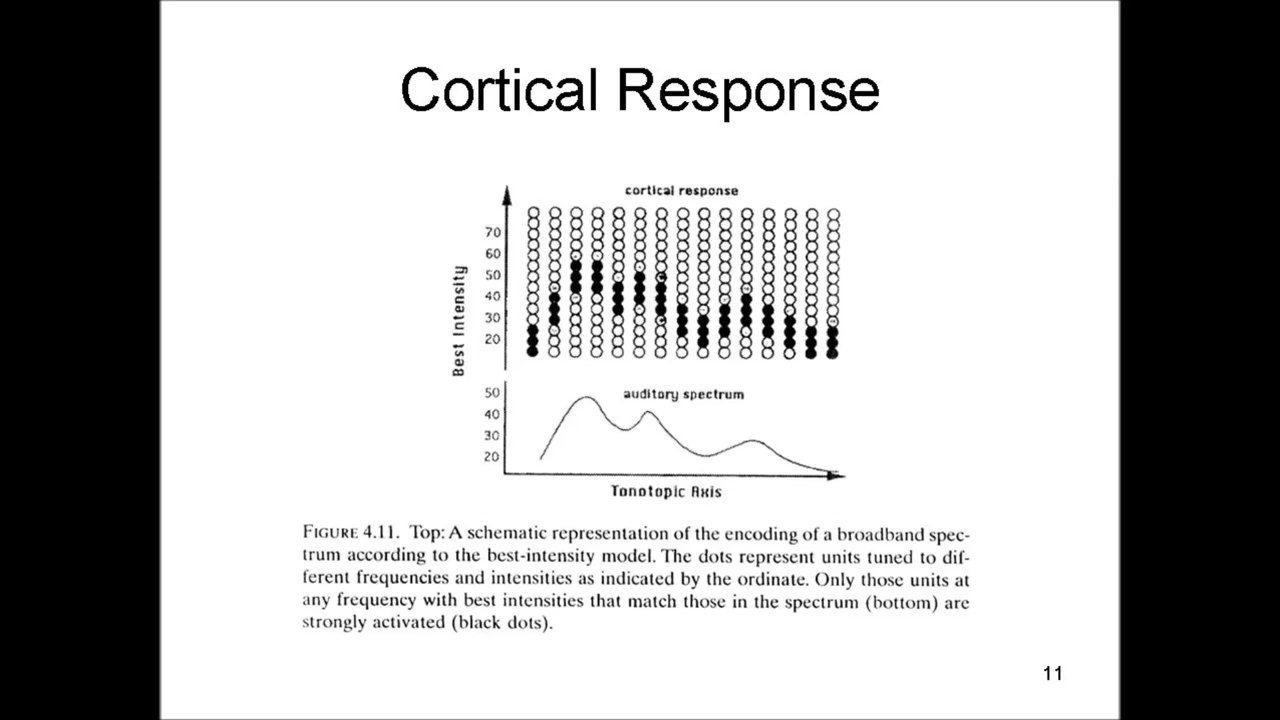 Cortical Response
cortical response
70
60
50
40
30
20
Best Intensity
auditory spectrum
50
40
30
20
Tonotopic Axis
FIGURE 4.11. Top: A schematic representation of the encoding of a broadband spec-
trum according to the best-intensity model. The dots represent units tuned to dif-
ferent frequencies and intensities as indicated by the ordinate. Only those units at
any frequency with best intensities that match those in the spectrum (bottom) are
strongly activated (black dots).
11